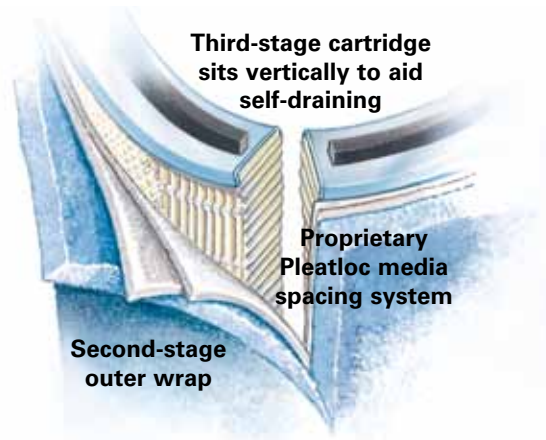 Third-stage cartridge
sits vertically to aid
self-draining
Proprietary
Pleatloc media
spacing system
Second-stage
outer wrap